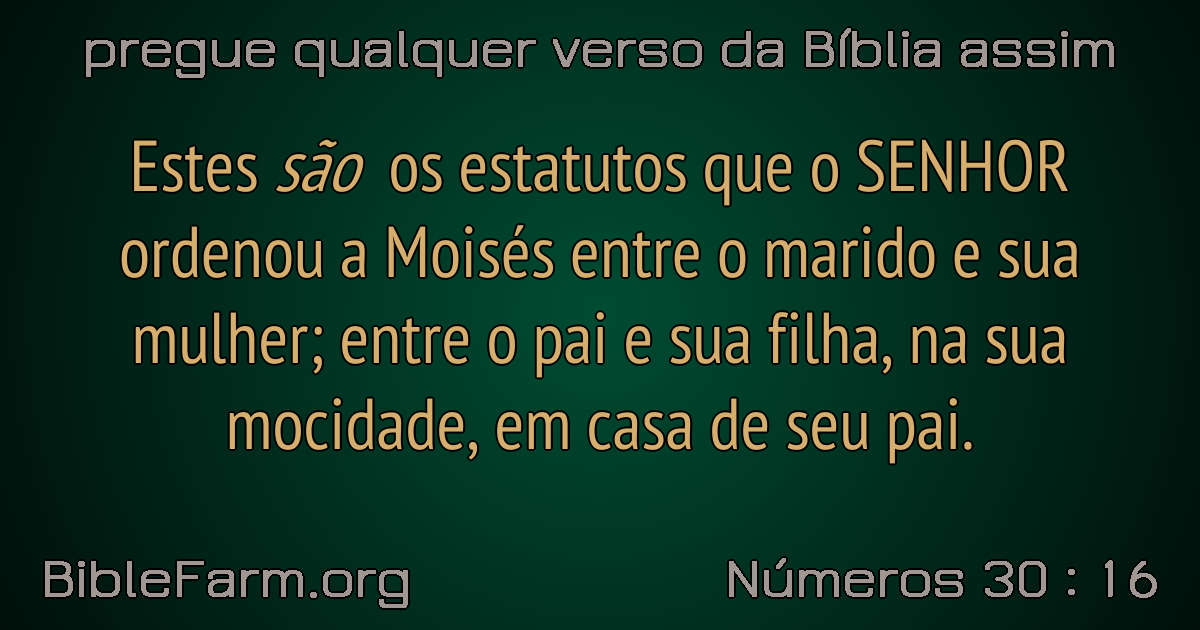 pregue qualquer verso da Bíblia assim
Estes são os estatutos que o SENHOR
ordenou a Moisés entre o marido e sua
mulher; entre o pai e sua filha, na sua
mocidade, em casa de seu pai.
BibleFarm.org
Números 30 : 16